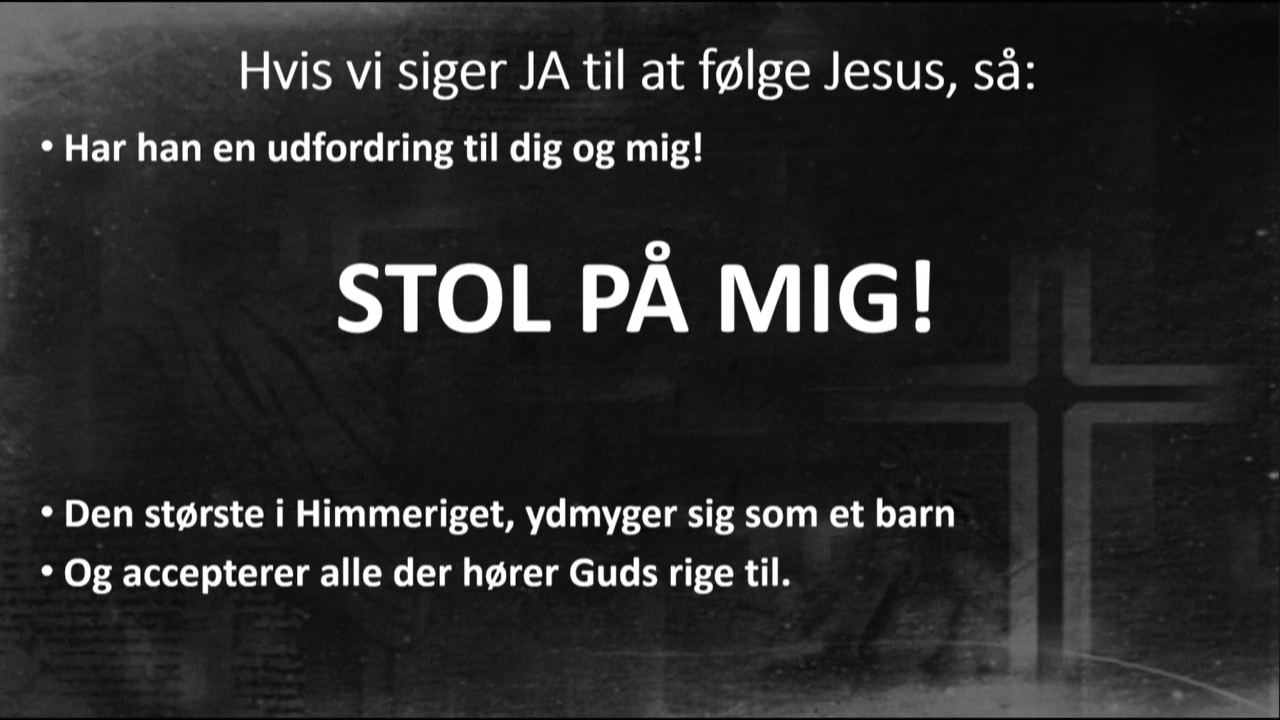 Hvis vi siger JA til at følge Jesus, så:
• Har han en udfordring til dig og mig!
STOL PÅ MIG!
• Den største i Himmeriget, ydmyger sig som et barn
• Og accepterer alle der hører Guds rige til.